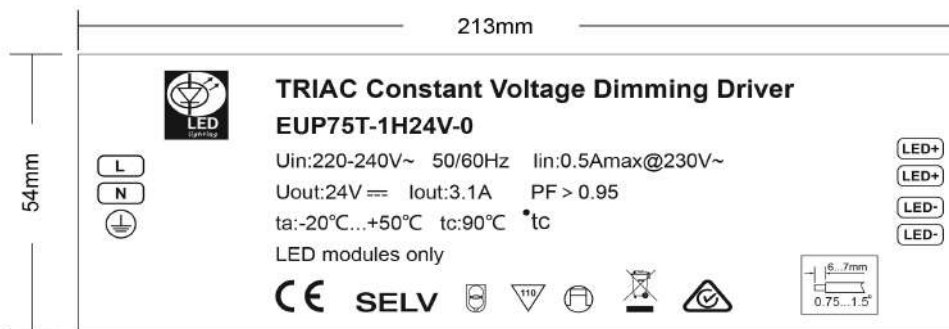 213mm
54mm
LED
lighting
TRIAC Constant Voltage Dimming Driver
EUP75T-1H24V-0
L
N
Uin:220-240V~ 50/60Hz Iin:0.5Amax@230V~
Uout:24V⎓ Iout:3.1A PF > 0.95
ta:-20℃...+50℃ tc:90℃ •tc
LED modules only
CE SELV 110
LED+
LED+
LED-
LED-
6...7mm
0.75...1.5°